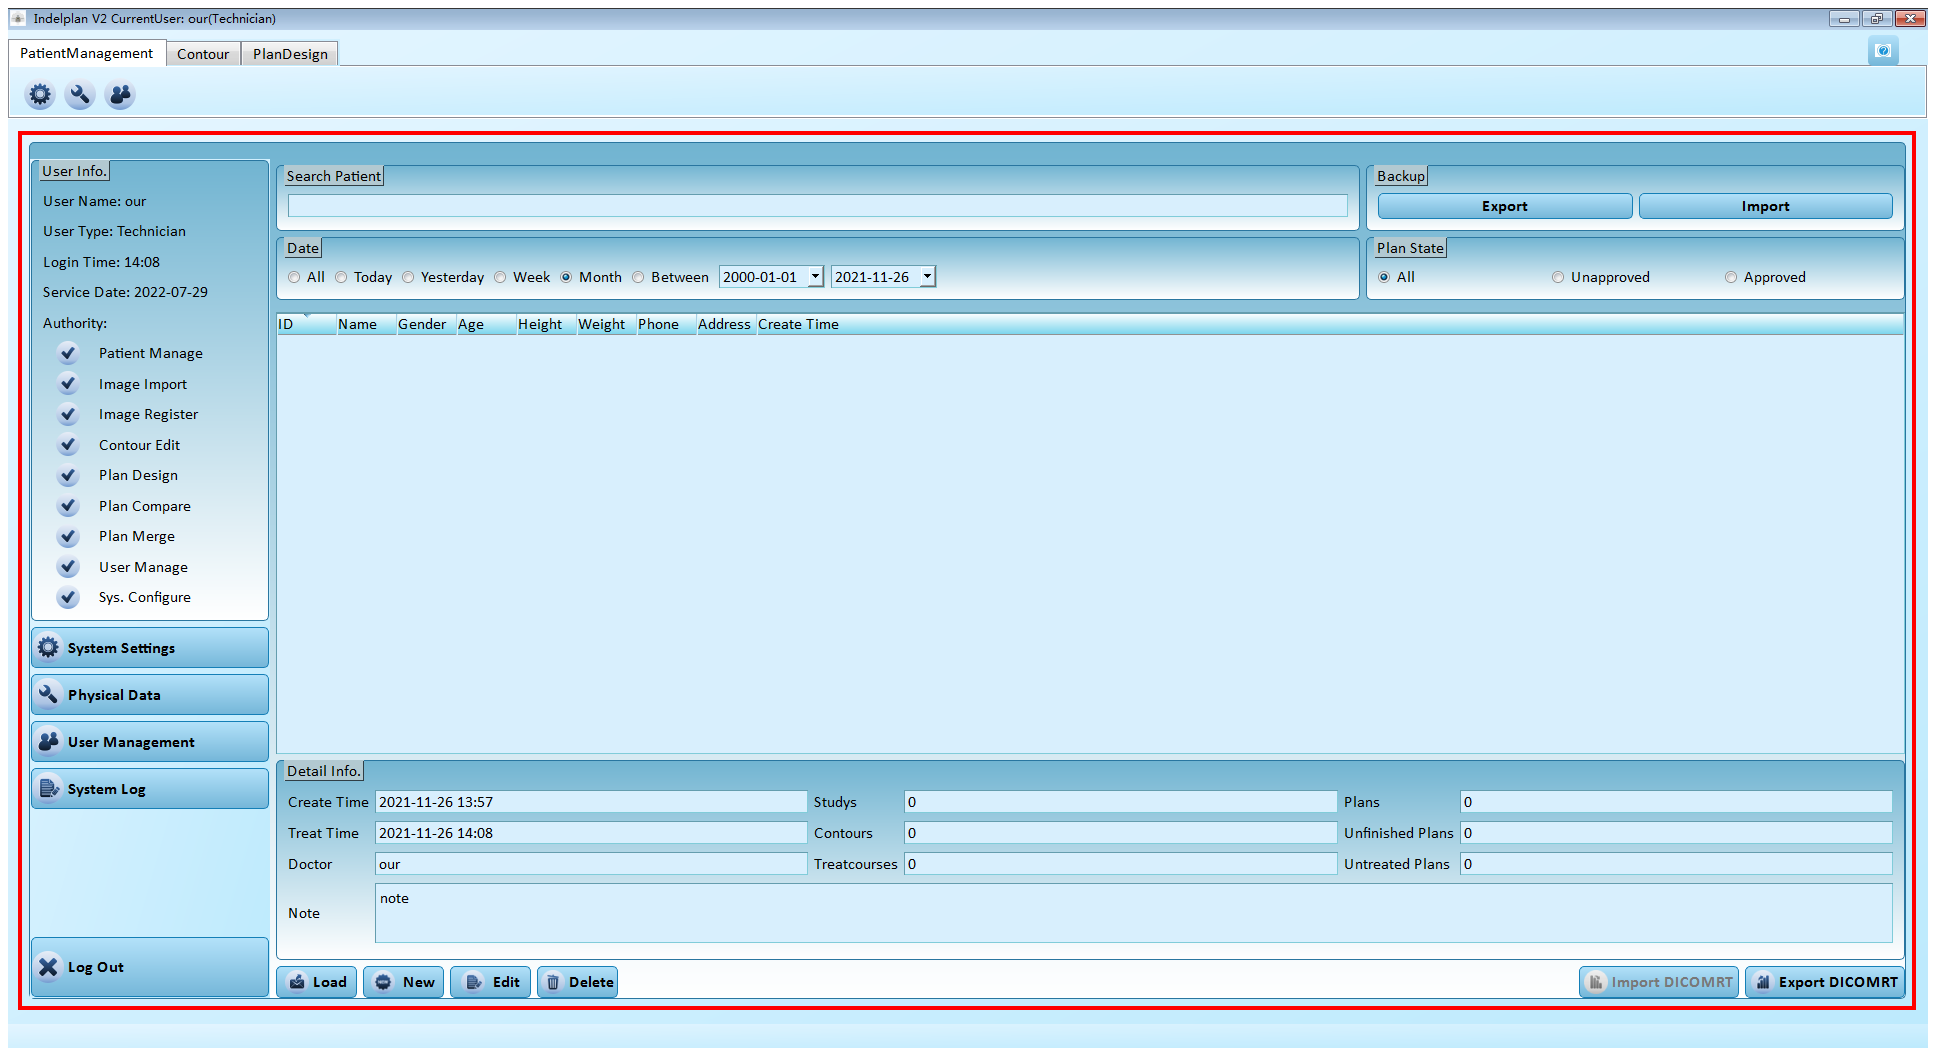 Indelplan V2 CurrentUser: our(Technician)
PatientManagement Contour PlanDesign
User Info.
User Name: our
User Type: Technician
Login Time: 14:08
Service Date: 2022-07-29
Authority:
Patient Manage
Image Import
Image Register
Contour Edit
Plan Design
Plan Compare
Plan Merge
User Manage
Sys. Configure
System Settings
Physical Data
User Management
System Log
Log Out
Search Patient
Backup
Export Import
Date
All Today Yesterday Week Month Between 2000-01-01 2021-11-26
Plan State
All Unapproved Approved
ID Name Gender Age Height Weight Phone Address Create Time
Detail Info.
Create Time 2021-11-26 13:57 Studys 0 Plans 0
Treat Time 2021-11-26 14:08 Contours 0 Unfinished Plans 0
Doctor our Treatcourses 0 Untreated Plans 0
Note note
Load New Edit Delete Import DICOMRT Export DICOMRT